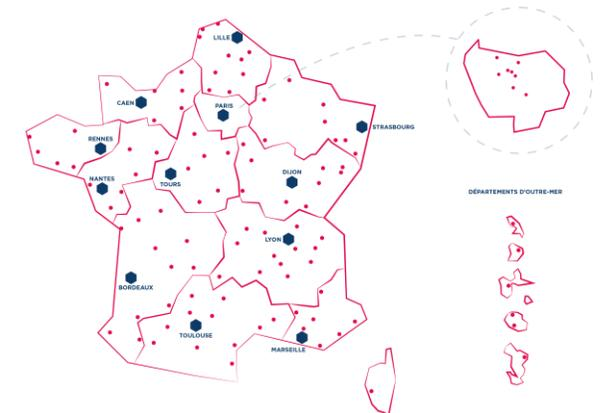 LILLE
CAEN
PARIS
STRASBOURG
RENNES
NANTES
TOURS
DIJON
DÉPARTEMENTS D'OUTRE-MER
LYON
BORDEAUX
TOULOUSE
MARSEILLE